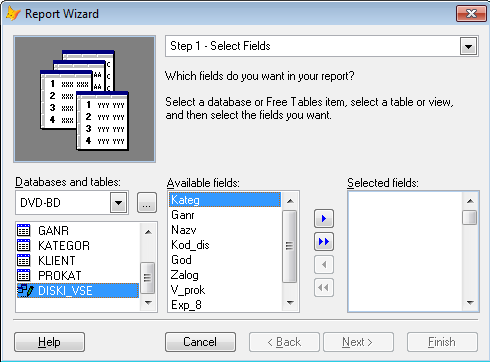 Report Wizard
Step 1 - Select Fields
Which fields do you want in your report?
Select a database or Free Tables item, select a table or view,
and then select the fields you want.
Databases and tables:
DVD-BD
...
GANR
KATEGOR
KLIENT
PROKAT
DISKI_VSE
Available fields:
Kateg
Ganr
Nazv
Kod_dis
God
Zalog
V_prok
Exp_8
Selected fields:
Help
Cancel
< Back
Next >
Finish